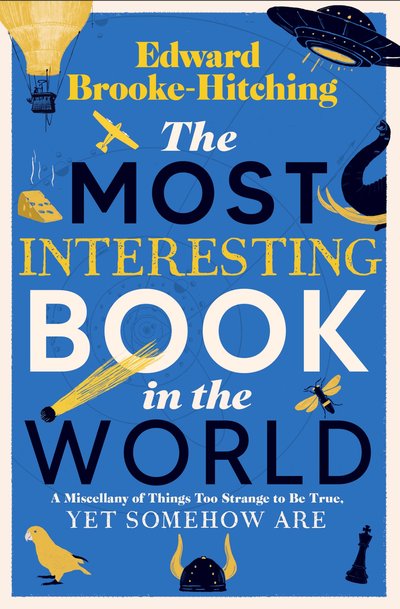 Edward
Brooke-Hitching
The
MOST
INTERESTING
BOOK
in the
WORLD
A Miscellany of Things Too Strange to Be True,
YET SOMEHOW ARE